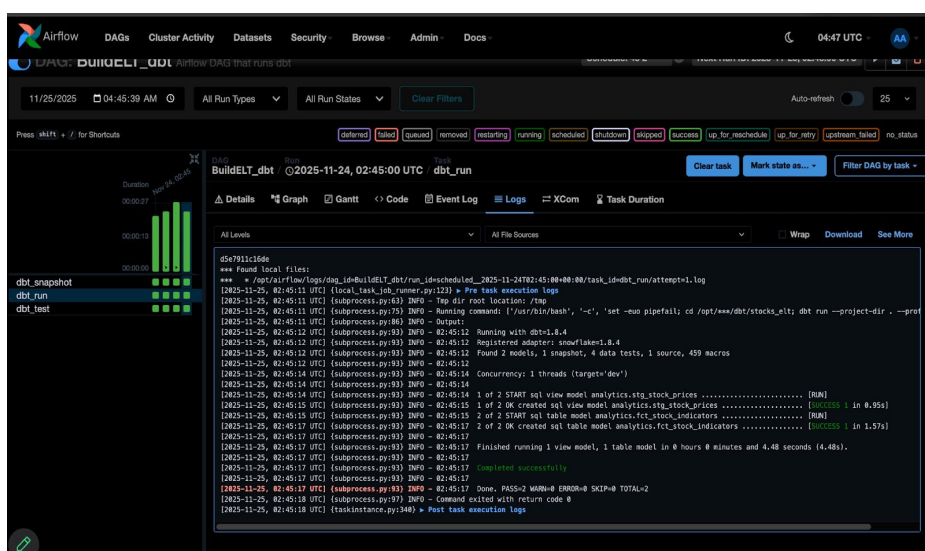 Airflow DAGs Cluster Activity Datasets Security Browse Admin Docs 04:47 UTC AA
DAG: BuildELT_dbt Airflow DAG that runs dbt
11/25/2025 04:45:39 AM All Run Types All Run States Clear Filters Auto-refresh 25
Press shift + / for Shortcuts deferred failed queued removed restarting running scheduled shutdown skipped success up_for_reschedule up_for_retry upstream_failed no_status
DAG Run Task
BuildELT_dbt / 2025-11-24, 02:45:00 UTC / dbt_run Clear task Mark state as... Filter DAG by task
Duration Nov 24, 02:45
00:00:27
00:00:13
00:00:00
dbt_snapshot
dbt_run
dbt_test
Details Graph Gantt Code Event Log Logs XCom Task Duration
All Levels All File Sources Wrap Download See More
d5e7911c16de
*** Found local files:
*** * /opt/airflow/logs/dag_id=BuildELT_dbt/run_id=scheduled__2025-11-24T02:45:00+00:00/task_id=dbt_run/attempt=1.log
[2025-11-25, 02:45:11 UTC] {local_task_job_runner.py:123} ▶ Pre task execution logs
[2025-11-25, 02:45:11 UTC] {subprocess.py:63} INFO - Tmp dir root location: /tmp
[2025-11-25, 02:45:11 UTC] {subprocess.py:75} INFO - Running command: ['/usr/bin/bash', '-c', 'set -euo pipefail; cd /opt/***/dbt/stocks_elt; dbt run --project-dir .
[2025-11-25, 02:45:11 UTC] {subprocess.py:86} INFO - Output:
[2025-11-25, 02:45:12 UTC] {subprocess.py:93} INFO - 02:45:12 Running with dbt=1.8.4
[2025-11-25, 02:45:12 UTC] {subprocess.py:93} INFO - 02:45:12 Registered adapter: snowflake=1.8.4
[2025-11-25, 02:45:12 UTC] {subprocess.py:93} INFO - 02:45:12 Found 2 models, 1 snapshot, 4 data tests, 1 source, 459 macros
[2025-11-25, 02:45:12 UTC] {subprocess.py:93} INFO - 02:45:12
[2025-11-25, 02:45:14 UTC] {subprocess.py:93} INFO - 02:45:14 Concurrency: 1 threads (target='dev')
[2025-11-25, 02:45:14 UTC] {subprocess.py:93} INFO - 02:45:14
[2025-11-25, 02:45:14 UTC] {subprocess.py:93} INFO - 02:45:14 1 of 2 START sql view model analytics.stg_stock_prices ........................ [RUN]
[2025-11-25, 02:45:15 UTC] {subprocess.py:93} INFO - 02:45:15 1 of 2 OK created sql view model analytics.stg_stock_prices ................... [SUCCESS 1 in 0.95s]
[2025-11-25, 02:45:15 UTC] {subprocess.py:93} INFO - 02:45:15 2 of 2 START sql table model analytics.fct_stock_indicators ................... [RUN]
[2025-11-25, 02:45:17 UTC] {subprocess.py:93} INFO - 02:45:17 2 of 2 OK created sql table model analytics.fct_stock_indicators .............. [SUCCESS 1 in 1.57s]
[2025-11-25, 02:45:17 UTC] {subprocess.py:93} INFO - 02:45:17
[2025-11-25, 02:45:17 UTC] {subprocess.py:93} INFO - 02:45:17 Finished running 1 view model, 1 table model in 0 hours 0 minutes and 4.48 seconds (4.48s).
[2025-11-25, 02:45:17 UTC] {subprocess.py:93} INFO - 02:45:17
[2025-11-25, 02:45:17 UTC] {subprocess.py:93} INFO - 02:45:17 Completed successfully
[2025-11-25, 02:45:17 UTC] {subprocess.py:93} INFO - 02:45:17
[2025-11-25, 02:45:17 UTC] {subprocess.py:93} INFO - 02:45:17 Done. PASS=2 WARN=0 ERROR=0 SKIP=0 TOTAL=2
[2025-11-25, 02:45:18 UTC] {subprocess.py:97} INFO - Command exited with return code 0
[2025-11-25, 02:45:18 UTC] {taskinstance.py:340} ▶ Post task execution logs